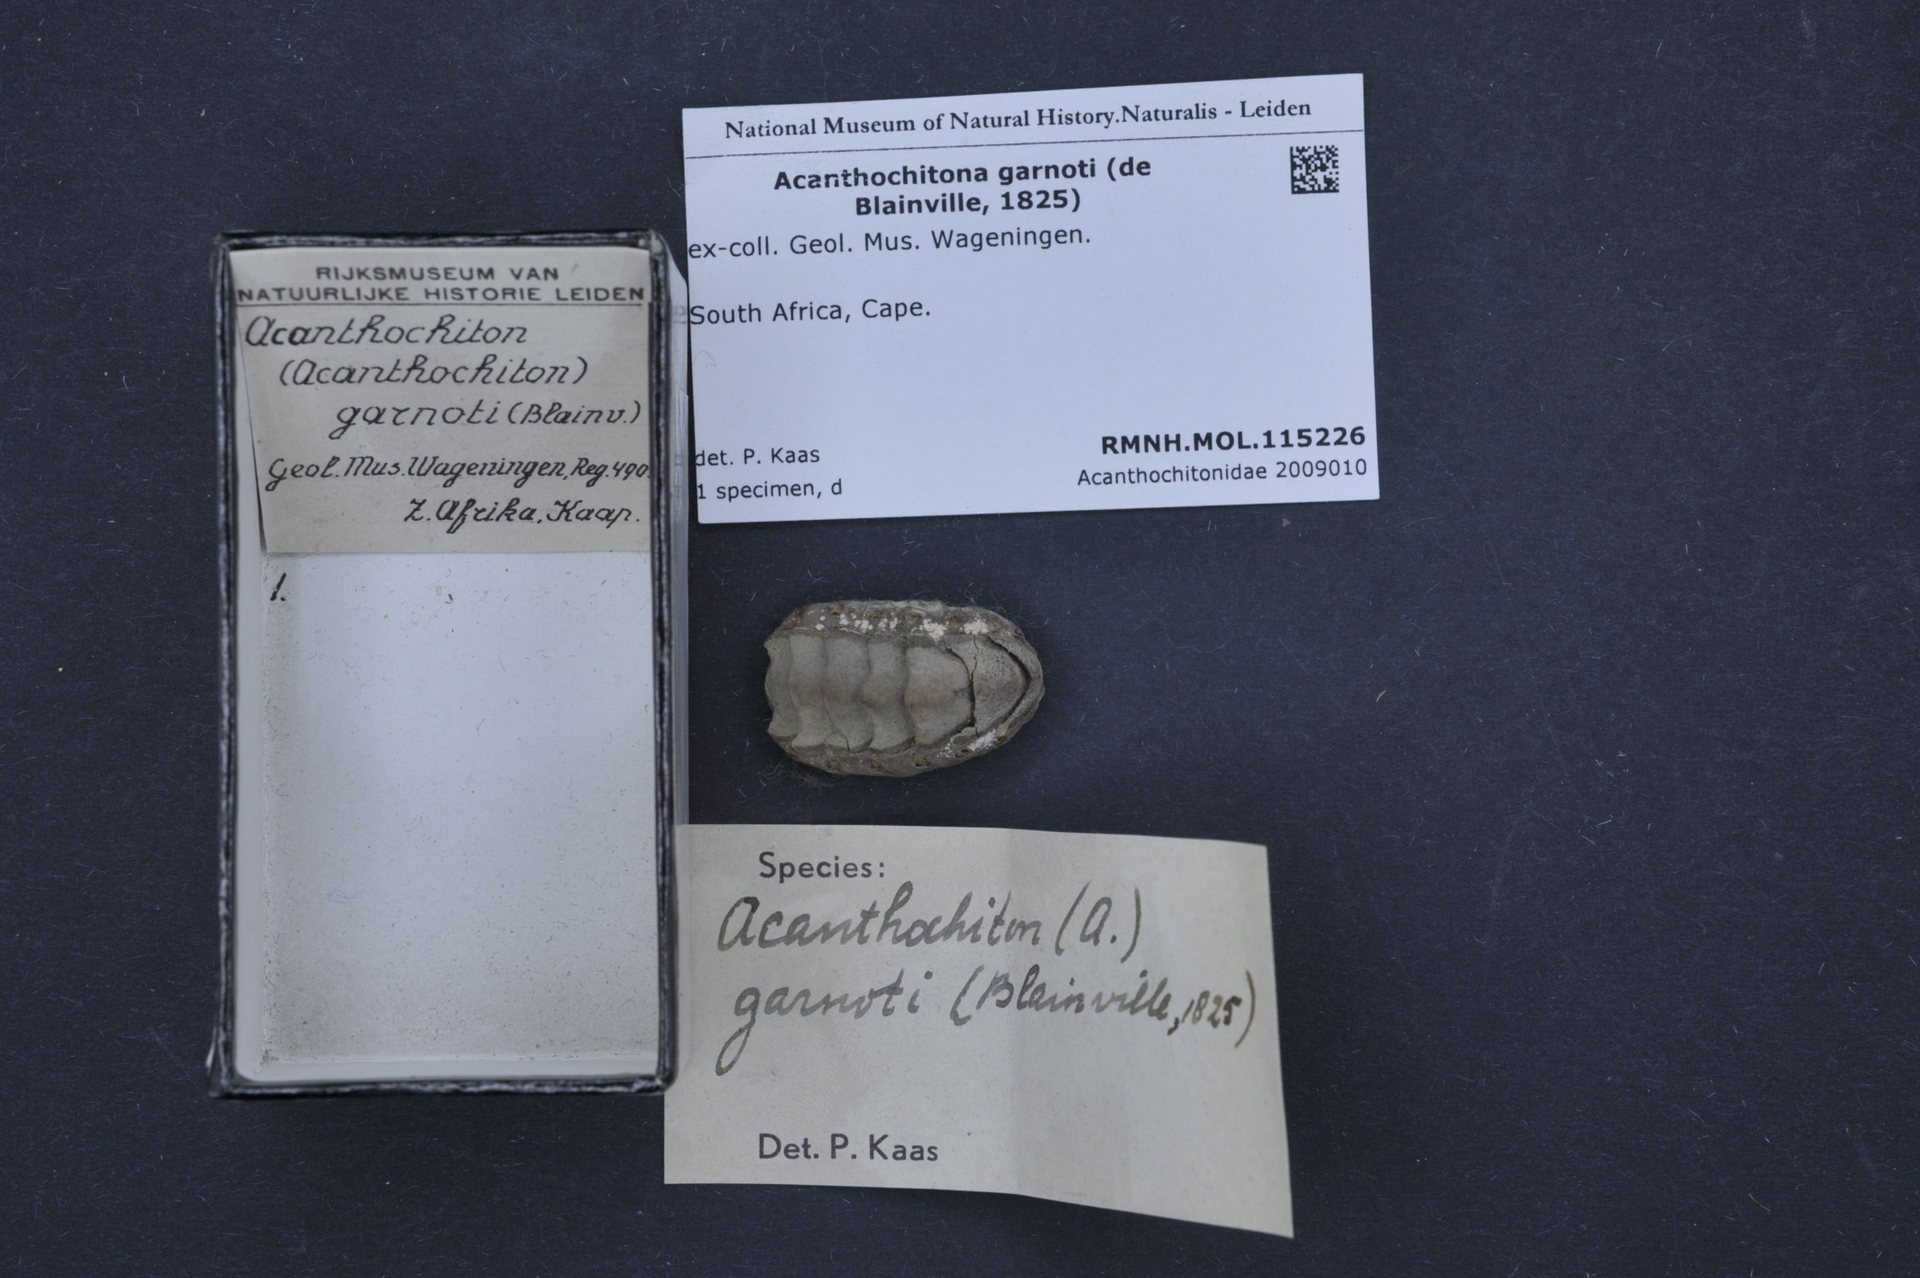 RIJKSMUSEUM VAN
NATUURLIJKE HISTORIE LEIDEN
Acanthochiton
(Acanthochiton)
garnoti (Blainv.)
Geol. Mus. Wageningen, Reg. 490.
Z. Afrika, Kaap.
1.
National Museum of Natural History.Naturalis - Leiden
Acanthochitona garnoti (de
Blainville, 1825)
ex-coll. Geol. Mus. Wageningen.
South Africa, Cape.
det. P. Kaas
1 specimen, d
RMNH.MOL.115226
Acanthochitonidae 2009010
Species:
Acanthochiton (A.)
garnoti (Blainville, 1825)
Det. P. Kaas